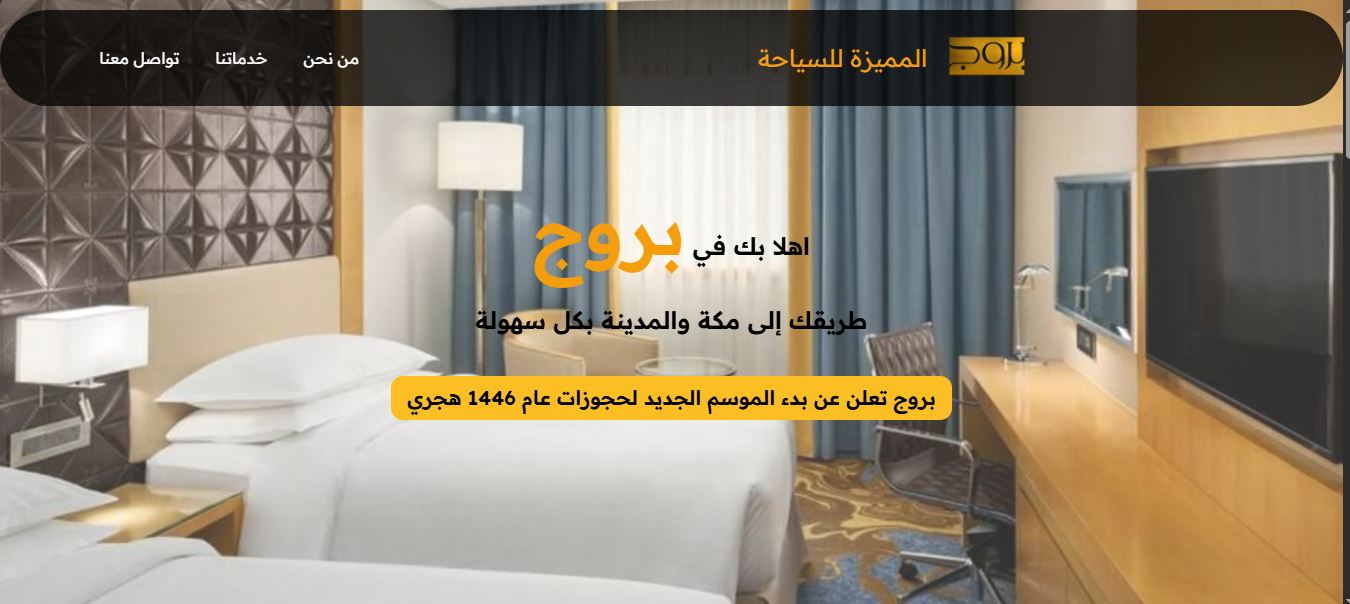 بروج
المميزة للسياحة
من نحن
خدماتنا
تواصل معنا
اهلا بك في بروج
طريقك إلى مكة والمدينة بكل سهولة
بروج تعلن عن بدء الموسم الجديد لحجوزات عام 1446 هجري